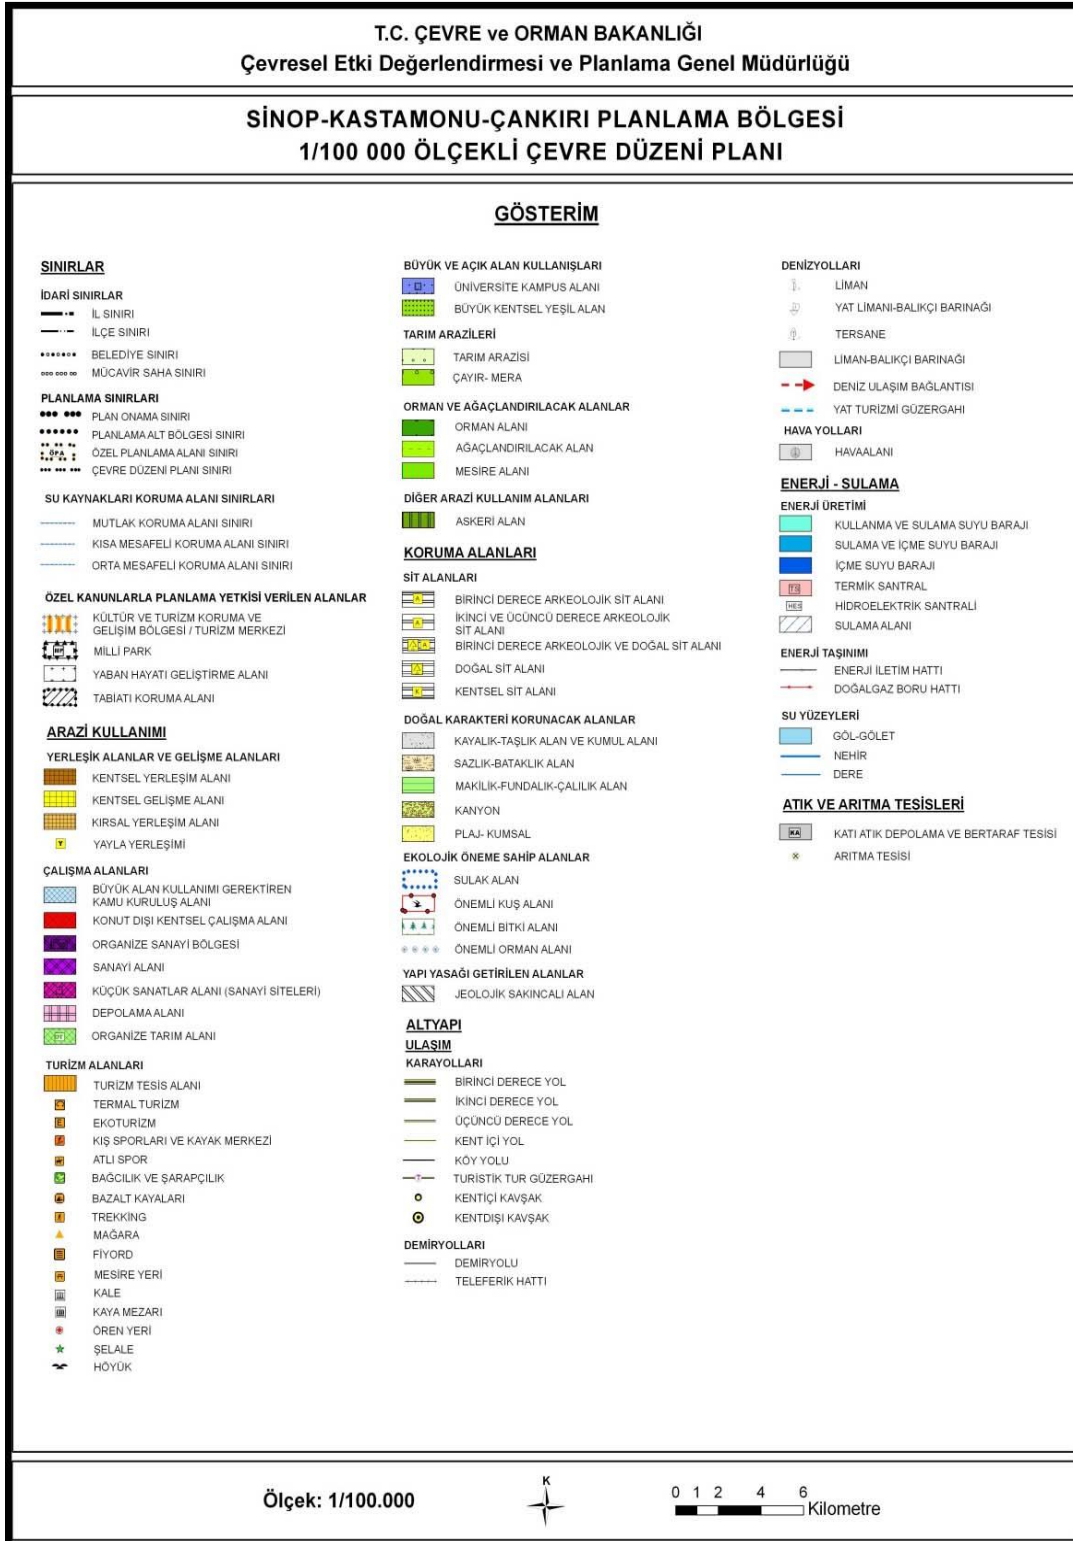 T.C. ÇEVRE ve ORMAN BAKANLIĞI
Çevresel Etki Değerlendirmesi ve Planlama Genel Müdürlüğü
SİNOP-KASTAMONU-ÇANKIRI PLANLAMA BÖLGESİ
1/100 000 ÖLÇEKLİ ÇEVRE DÜZENİ PLANI
GÖSTERİM
SINIRLAR
İDARİ SINIRLAR
İL SINIRI
İLÇE SINIRI
BELEDİYE SINIRI
MÜCAVİR SAHA SINIRI
PLANLAMA SINIRLARI
PLAN ONAMA SINIRI
PLANLAMA ALT BÖLGESİ SINIRI
ÖPA ÖZEL PLANLAMA ALANI SINIRI
ÇEVRE DÜZENİ PLANI SINIRI
SU KAYNAKLARI KORUMA ALANI SINIRLARI
MUTLAK KORUMA ALANI SINIRI
KISA MESAFELİ KORUMA ALANI SINIRI
ORTA MESAFELİ KORUMA ALANI SINIRI
ÖZEL KANUNLARLA PLANLAMA YETKİSİ VERİLEN ALANLAR
KÜLTÜR VE TURİZM KORUMA VE
GELİŞİM BÖLGESİ / TURİZM MERKEZİ
MP MİLLİ PARK
YABAN HAYATI GELİŞTİRME ALANI
TABİATI KORUMA ALANI
ARAZİ KULLANIMI
YERLEŞİK ALANLAR VE GELİŞME ALANLARI
KENTSEL YERLEŞİM ALANI
KENTSEL GELİŞME ALANI
KIRSAL YERLEŞİM ALANI
Y YAYLA YERLEŞİMİ
ÇALIŞMA ALANLARI
BÜYÜK ALAN KULLANIMI GEREKTİREN
KAMU KURULUŞ ALANI
KONUT DIŞI KENTSEL ÇALIŞMA ALANI
ORGANİZE SANAYİ BÖLGESİ
SANAYİ ALANI
KÜÇÜK SANATLAR ALANI (SANAYİ SİTELERİ)
DEPOLAMA ALANI
ORGANİZE TARIM ALANI
TURİZM ALANLARI
TURİZM TESİS ALANI
TERMAL TURİZM
E EKOTURİZM
KIŞ SPORLARI VE KAYAK MERKEZİ
ATLI SPOR
BAĞCILIK VE ŞARAPÇILIK
BAZALT KAYALARI
TREKKİNG
MAĞARA
FİYORD
MESİRE YERİ
KALE
KAYA MEZARI
ÖREN YERİ
ŞELALE
HÖYÜK
BÜYÜK VE AÇIK ALAN KULLANIŞLARI
ÜNİVERSİTE KAMPUS ALANI
BÜYÜK KENTSEL YEŞİL ALAN
TARIM ARAZİLERİ
TARIM ARAZİSİ
ÇAYIR- MERA
ORMAN VE AĞAÇLANDIRILACAK ALANLAR
ORMAN ALANI
AĞAÇLANDIRILACAK ALAN
MESİRE ALANI
DİĞER ARAZİ KULLANIM ALANLARI
ASKERİ ALAN
KORUMA ALANLARI
SİT ALANLARI
A BİRİNCİ DERECE ARKEOLOJİK SİT ALANI
A İKİNCİ VE ÜCÜNCÜ DERECE ARKEOLOJİK
SİT ALANI
A BİRİNCİ DERECE ARKEOLOJİK VE DOĞAL SİT ALANI
DOĞAL SİT ALANI
K KENTSEL SİT ALANI
DOĞAL KARAKTERİ KORUNACAK ALANLAR
KAYALIK-TAŞLIK ALAN VE KUMUL ALANI
SAZLIK-BATAKLIK ALAN
MAKİLİK-FUNDALIK-ÇALILIK ALAN
KANYON
PLAJ- KUMSAL
EKOLOJİK ÖNEME SAHİP ALANLAR
SULAK ALAN
ÖNEMLİ KUŞ ALANI
ÖNEMLİ BİTKİ ALANI
ÖNEMLİ ORMAN ALANI
YAPI YASAĞI GETİRİLEN ALANLAR
JEOLOJİK SAKINCALI ALAN
ALTYAPI
ULAŞIM
KARAYOLLARI
BİRİNCİ DERECE YOL
İKİNCİ DERECE YOL
ÜÇÜNCÜ DERECE YOL
KENT İÇİ YOL
KÖY YOLU
T TURİSTİK TUR GÜZERGAHI
KENTİÇİ KAVŞAK
KENTDIŞI KAVŞAK
DEMİRYOLLARI
DEMİRYOLU
TELEFERİK HATTI
DENİZYOLLARI
LİMAN
YAT LİMANI-BALIKÇI BARINAĞI
TERSANE
LİMAN-BALIKÇI BARINAĞI
DENİZ ULAŞIM BAĞLANTISI
YAT TURİZMİ GÜZERGAHI
HAVA YOLLARI
HAVAALANI
ENERJİ - SULAMA
ENERJİ ÜRETİMİ
KULLANMA VE SULAMA SUYU BARAJI
SULAMA VE İÇME SUYU BARAJI
İÇME SUYU BARAJI
TS TERMİK SANTRAL
HES HİDROELEKTRİK SANTRALİ
SULAMA ALANI
ENERJİ TAŞINIMI
ENERJİ İLETİM HATTI
DOĞALGAZ BORU HATTI
SU YÜZEYLERİ
GÖL-GÖLET
NEHİR
DERE
ATIK VE ARITMA TESİSLERİ
KA KATI ATIK DEPOLAMA VE BERTARAF TESİSİ
ARITMA TESİSİ
Ölçek: 1/100.000
K
0 1 2 4 6
Kilometre